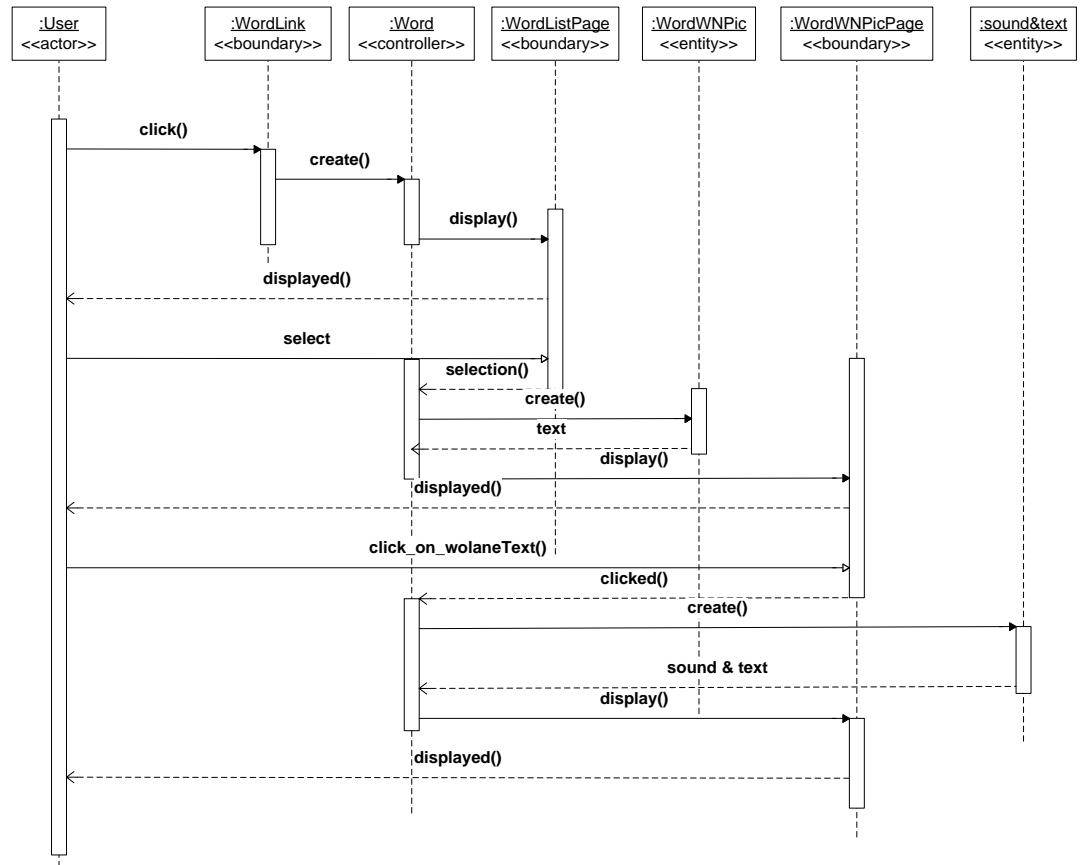 :User :WordLink :Word :WordListPage :WordWNPic :WordWNPicPage :sound&text
<<actor>> <<boundary>> <<controller>> <<boundary>> <<entity>> <<boundary>> <<entity>>
click()
create()
display()
displayed()
select
selection()
create()
text
display()
displayed()
click_on_wolaneText()
clicked()
create()
sound & text
display()
displayed()